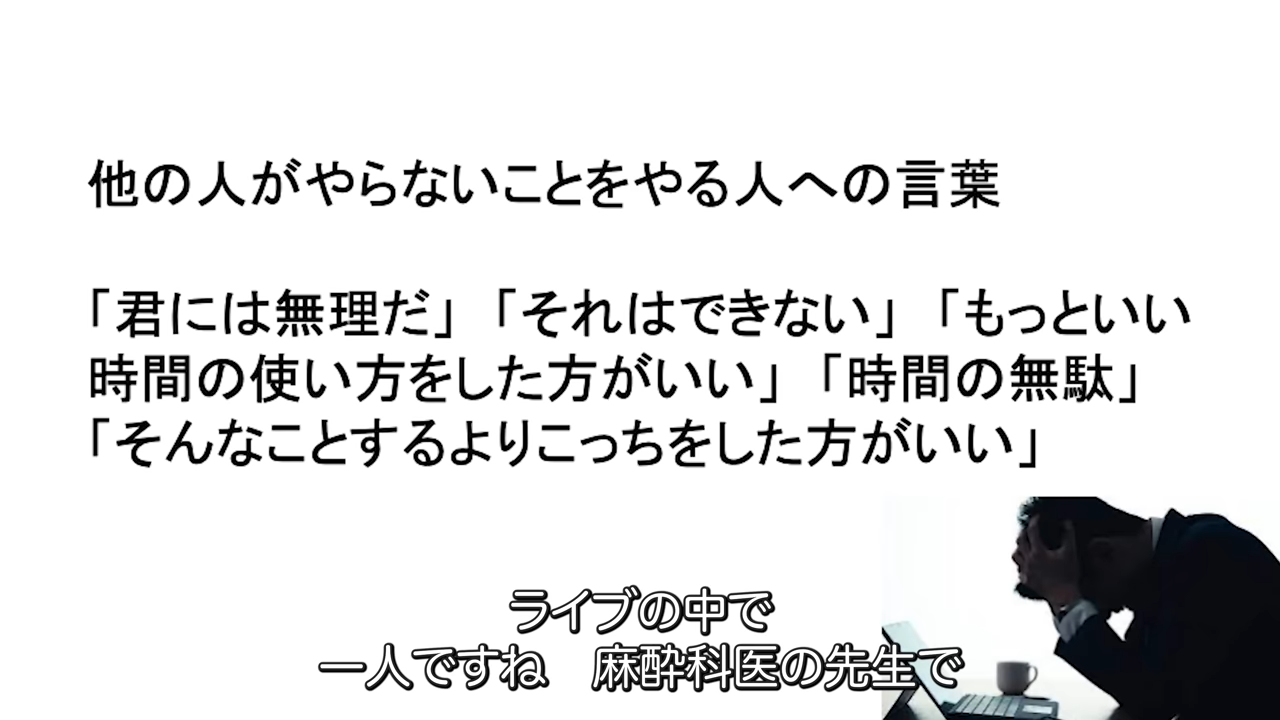 他の人がやらないことをやる人への言葉
「君には無理だ」「それはできない」「もっといい
時間の使い方をした方がいい」「時間の無駄」
「そんなことするよりこっちをした方がいい」
ライブの中で
一人ですね　麻酔科医の先生で